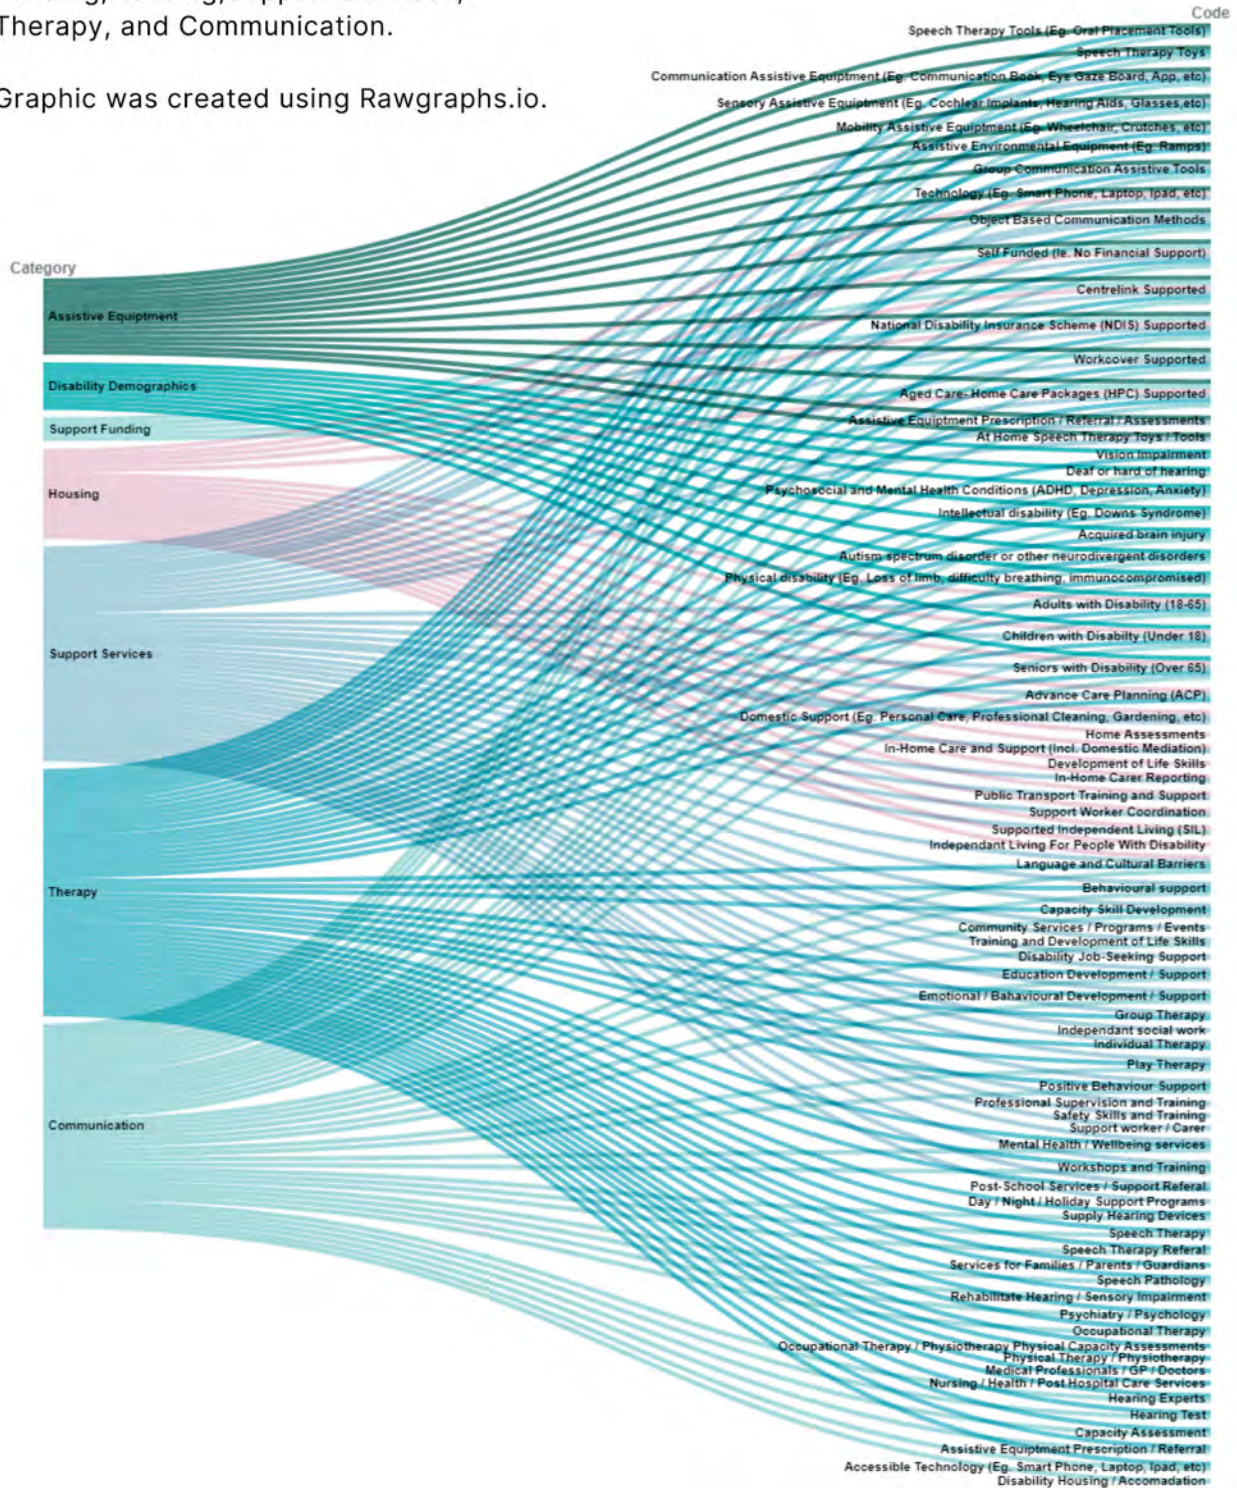 Therapy, and Communication.
Graphic was created using Rawgraphs.io.
Category
Assistive Equiptment
Disability Demographics
Support Funding
Housing
Support Services
Therapy
Communication
Code
Speech Therapy Tools (Eg. Oral Placement Tools)
Speech Therapy Toys
Communication Assistive Equiptment (Eg. Communication Book, Eye Gaze Board, App, etc)
Sensory Assistive Equiptment (Eg. Cochlear Implants, Hearing Aids, Glasses,etc)
Mobility Assistive Equiptment (Eg. Wheelchair, Crutches, etc)
Assistive Environmental Equipment (Eg. Ramps)
Group Communication Assistive Tools
Technology (Eg. Smart Phone, Laptop, Ipad, etc)
Object Based Communication Methods
Self Funded (Ie. No Financial Support)
Centrelink Supported
National Disability Insurance Scheme (NDIS) Supported
Workcover Supported
Aged Care- Home Care Packages (HPC) Supported
Assistive Equiptment Prescription / Referral / Assessments
At Home Speech Therapy Toys / Tools
Vision Impairment
Deaf or hard of hearing
Psychosocial and Mental Health Conditions (ADHD, Depression, Anxiety)
Intellectual disability (Eg. Downs Syndrome)
Acquired brain injury
Autism spectrum disorder or other neurodivergent disorders
Physical disability (Eg. Loss of limb, difficulty breathing, immunocompromised)
Adults with Disability (18-65)
Children with Disabilty (Under 18)
Seniors with Disability (Over 65)
Advance Care Planning (ACP)
Domestic Support (Eg. Personal Care, Professional Cleaning, Gardening, etc)
Home Assessments
In-Home Care and Support (Incl. Domestic Mediation)
Development of Life Skills
In-Home Carer Reporting
Public Transport Training and Support
Support Worker Coordination
Supported Independent Living (SIL)
Independant Living For People With Disability
Language and Cultural Barriers
Behavioural support
Capacity Skill Development
Community Services / Programs / Events
Training and Development of Life Skills
Disability Job-Seeking Support
Education Development / Support
Emotional / Bahavioural Development / Support
Group Therapy
Independant social work
Individual Therapy
Play Therapy
Positive Behaviour Support
Professional Supervision and Training
Safety Skills and Training
Support worker / Carer
Mental Health / Wellbeing services
Workshops and Training
Post-School Services / Support Referal
Day / Night / Holiday Support Programs
Supply Hearing Devices
Speech Therapy
Speech Therapy Referal
Services for Families / Parents / Guardians
Speech Pathology
Rehabilitate Hearing / Sensory Impairment
Psychiatry / Psychology
Occupational Therapy
Occupational Therapy / Physiotherapy Physical Capacity Assessments
Physical Therapy / Physiotherapy
Medical Professionals / GP / Doctors
Nursing / Health / Post Hospital Care Services
Hearing Experts
Hearing Test
Capacity Assessment
Assistive Equiptment Prescription / Referral
Accessible Technology (Eg. Smart Phone, Laptop, Ipad, etc)
Disability Housing / Accomadation